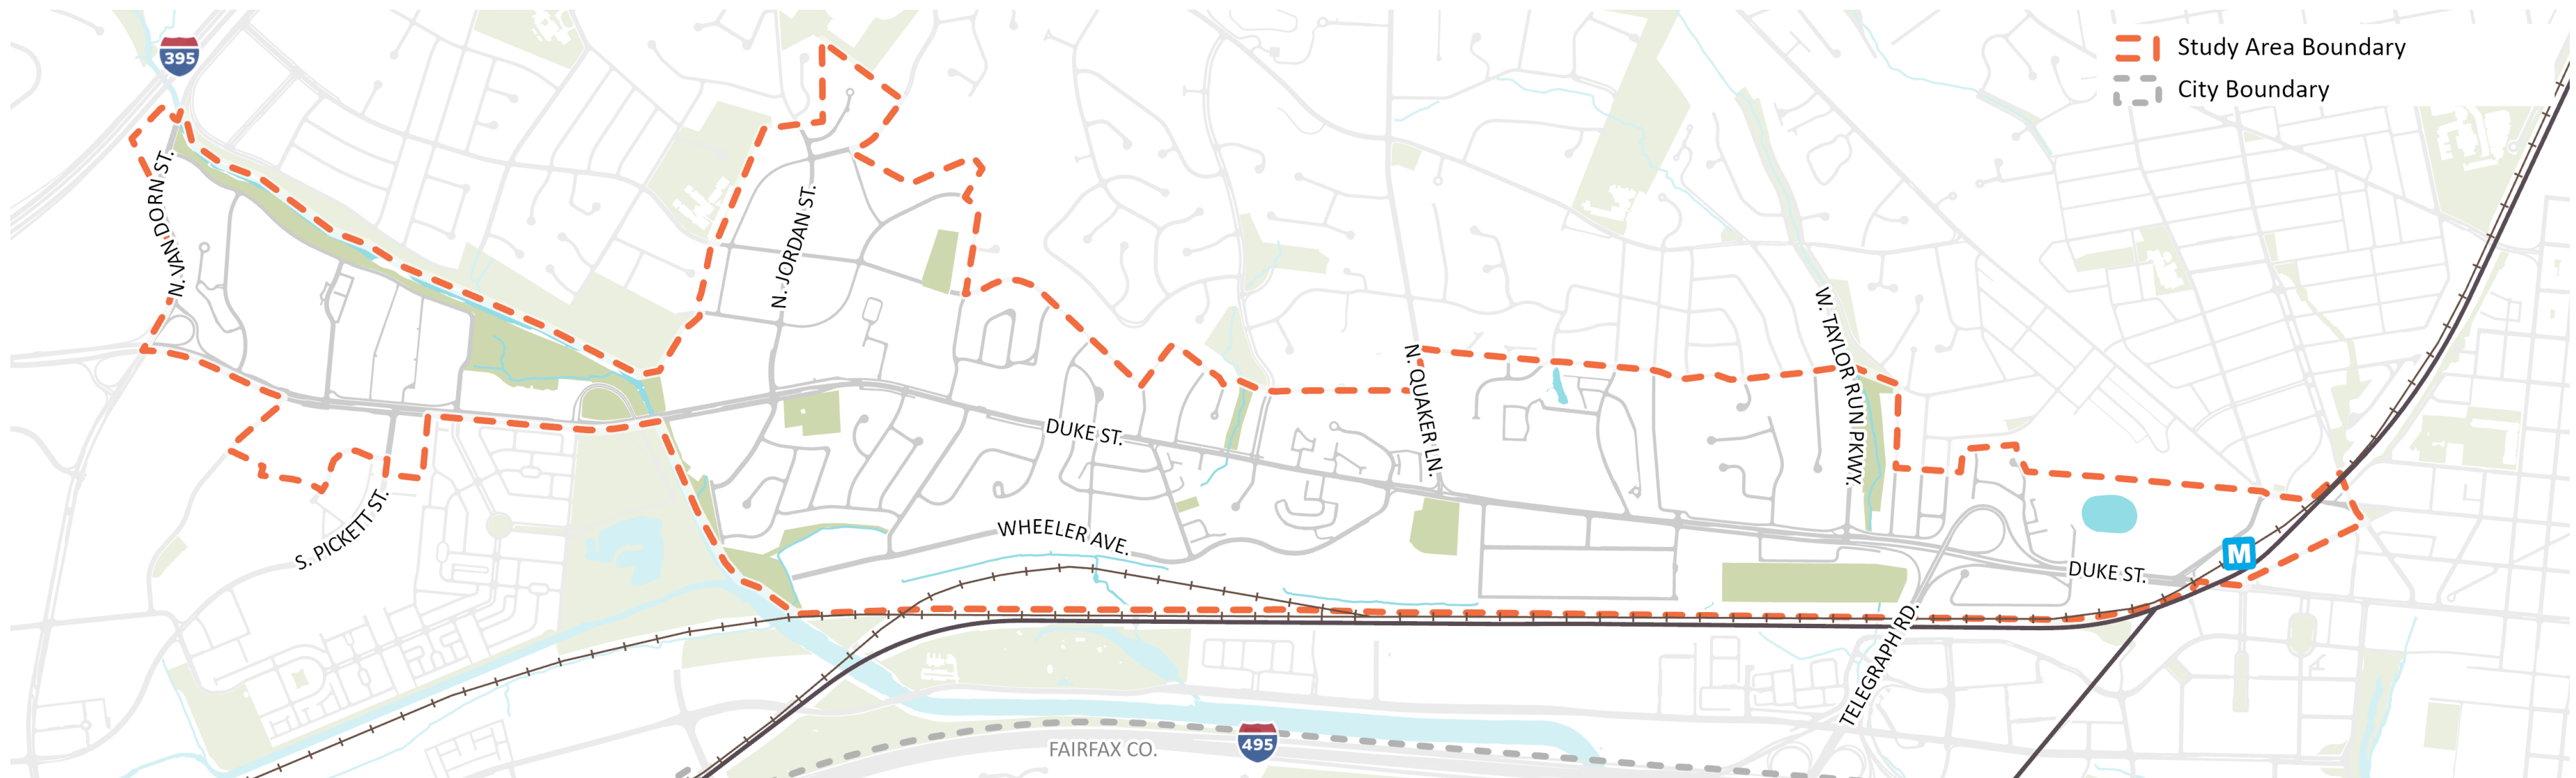 395
Study Area Boundary
City Boundary
N. VAN DORN ST.
N. JORDAN ST.
W. TAYLOR RUN PKWY.
N. QUAKER LN.
DUKE ST.
S. PICKETT ST.
WHEELER AVE.
M
DUKE ST.
TELEGRAPH RD.
FAIRFAX CO.
495